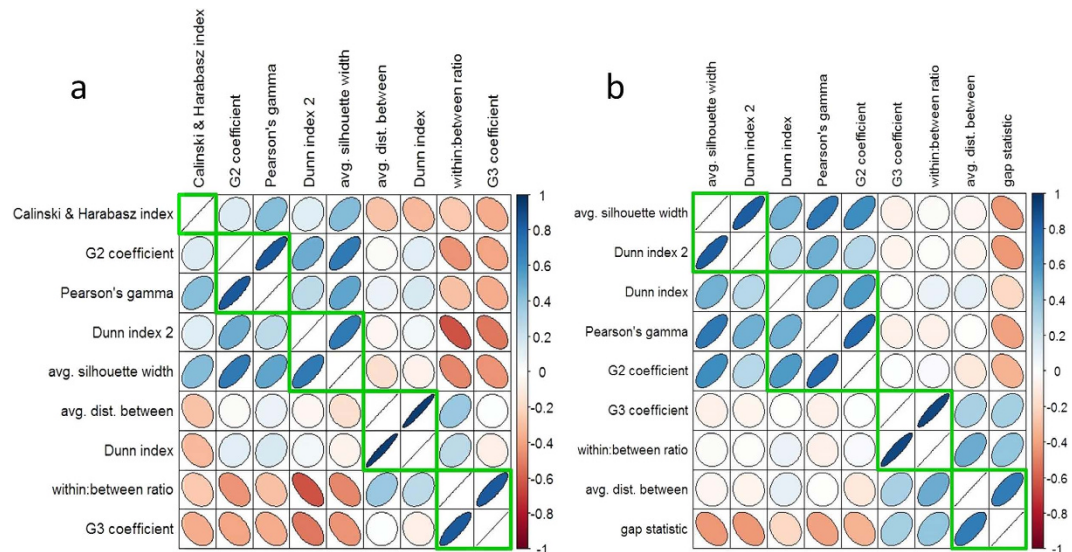 a
Calinski & Harabasz index
G2 coefficient
Pearson's gamma
Dunn index 2
avg. silhouette width
avg. dist. between
Dunn index
within:between ratio
G3 coefficient
Calinski & Harabasz index
G2 coefficient
Pearson's gamma
Dunn index 2
avg. silhouette width
avg. dist. between
Dunn index
within:between ratio
G3 coefficient
1
0.8
0.6
0.4
0.2
0
-0.2
-0.4
-0.6
-0.8
-1
b
avg. silhouette width
Dunn index 2
Dunn index
Pearson's gamma
G2 coefficient
G3 coefficient
within:between ratio
avg. dist. between
gap statistic
avg. silhouette width
Dunn index 2
Dunn index
Pearson's gamma
G2 coefficient
G3 coefficient
within:between ratio
avg. dist. between
gap statistic
1
0.8
0.6
0.4
0.2
0
-0.2
-0.4
-0.6
-0.8
-1